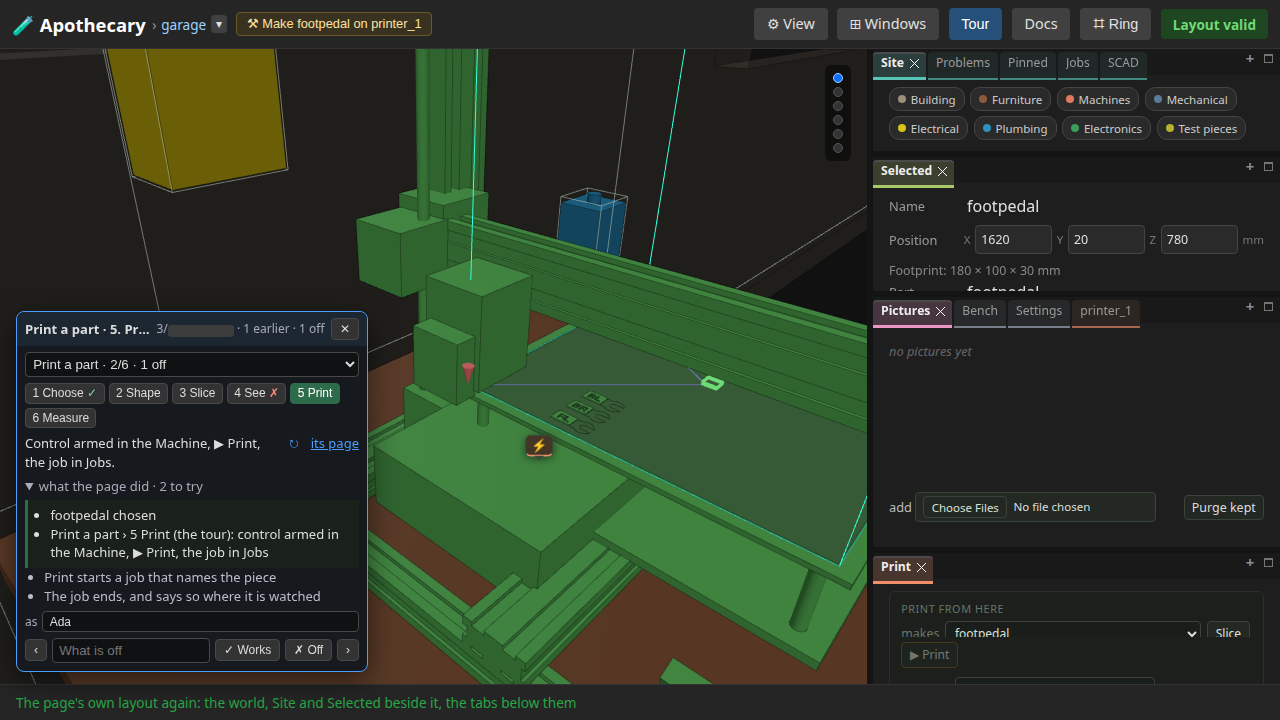 Apothecary › garage ▾ ⚒ Make footpedal on printer_1 ⚙ View ⊞ Windows Tour Docs ⌗ Ring Layout valid
Site Problems Pinned Jobs SCAD
Building Furniture Machines Mechanical
Electrical Plumbing Electronics Test pieces
Selected
Name footpedal
Position X 1620 Y 20 Z 780 mm
Footprint: 180 × 100 × 30 mm
Pictures Bench Settings printer_1
no pictures yet
add Choose Files No file chosen Purge kept
Print
PRINT FROM HERE
makes footpedal Slice
▶ Print
BL
BR
FL
Print a part · 5. Pr… 3/ · 1 earlier · 1 off ✕
Print a part · 2/6 · 1 off
1 Choose ✓ 2 Shape 3 Slice 4 See ✗ 5 Print
6 Measure
Control armed in the Machine, ▶ Print, ↻ its page
the job in Jobs.
▼ what the page did · 2 to try
• footpedal chosen
• Print a part › 5 Print (the tour): control armed in
the Machine, ▶ Print, the job in Jobs
• Print starts a job that names the piece
• The job ends, and says so where it is watched
as Ada
‹ What is off ✓ Works ✗ Off ›
The page's own layout again: the world, Site and Selected beside it, the tabs below them